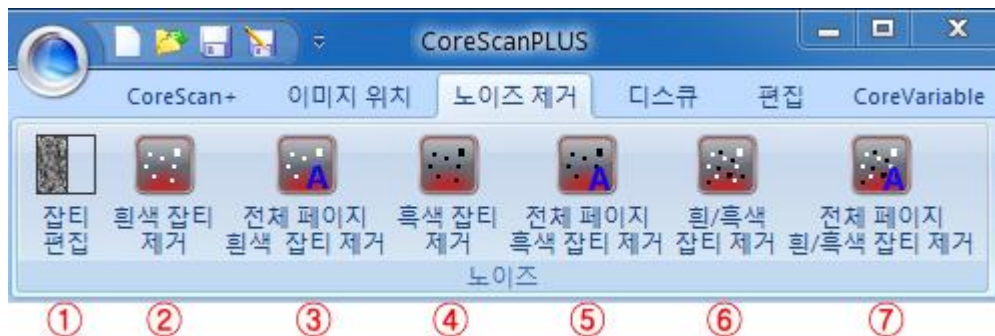 CoreScanPLUS
CoreScan+ 이미지 위치 노이즈 제거 디스큐 편집 CoreVariable
잡티 편집
흰색 잡티 제거
전체 페이지 흰색 잡티 제거
흑색 잡티 제거
전체 페이지 흑색 잡티 제거
흰/흑색 잡티 제거
전체 페이지 흰/흑색 잡티 제거
노이즈
① ② ③ ④ ⑤ ⑥ ⑦